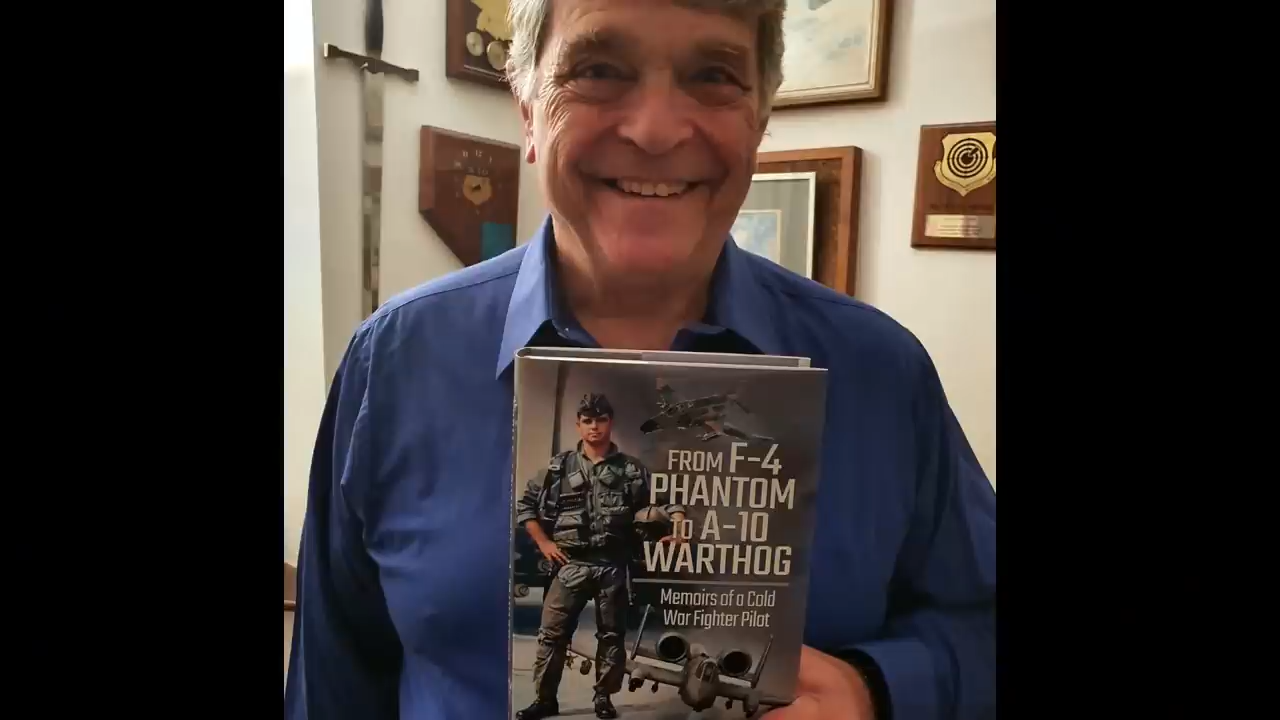 FROM F-4
PHANTOM
TO A-10
WARTHOG
Memoirs of a Cold
War Fighter Pilot